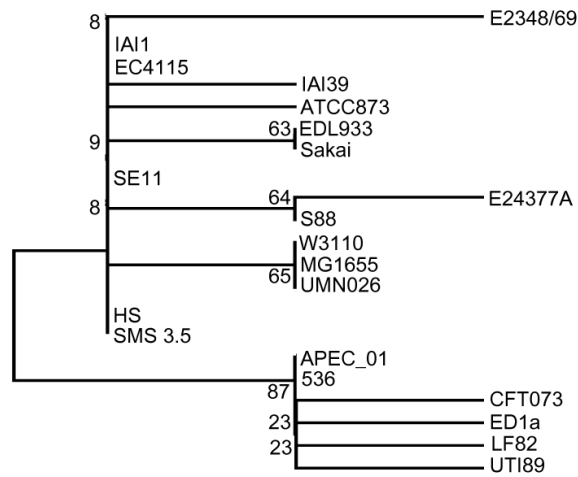 8
E2348/69
IAI1
EC4115
IAI39
ATCC873
63
EDL933
9
Sakai
SE11
64
E24377A
8
S88
W3110
MG1655
65
UMN026
HS
SMS 3.5
APEC_01
536
87
CFT073
23
ED1a
23
LF82
UTI89